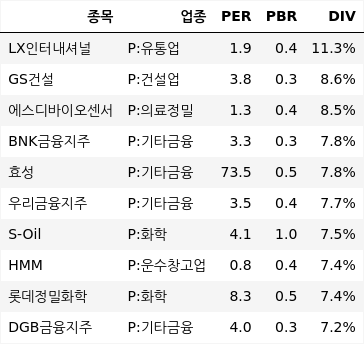 종목 업종 PER PBR DIV
LX인터내셔널 P:유통업 1.9 0.4 11.3%
GS건설 P:건설업 3.8 0.3 8.6%
에스디바이오센서 P:의료정밀 1.3 0.4 8.5%
BNK금융지주 P:기타금융 3.3 0.3 7.8%
효성 P:기타금융 73.5 0.5 7.8%
우리금융지주 P:기타금융 3.5 0.4 7.7%
S-Oil P:화학 4.1 1.0 7.5%
HMM P:운수창고업 0.8 0.4 7.4%
롯데정밀화학 P:화학 8.3 0.5 7.4%
DGB금융지주 P:기타금융 4.0 0.3 7.2%